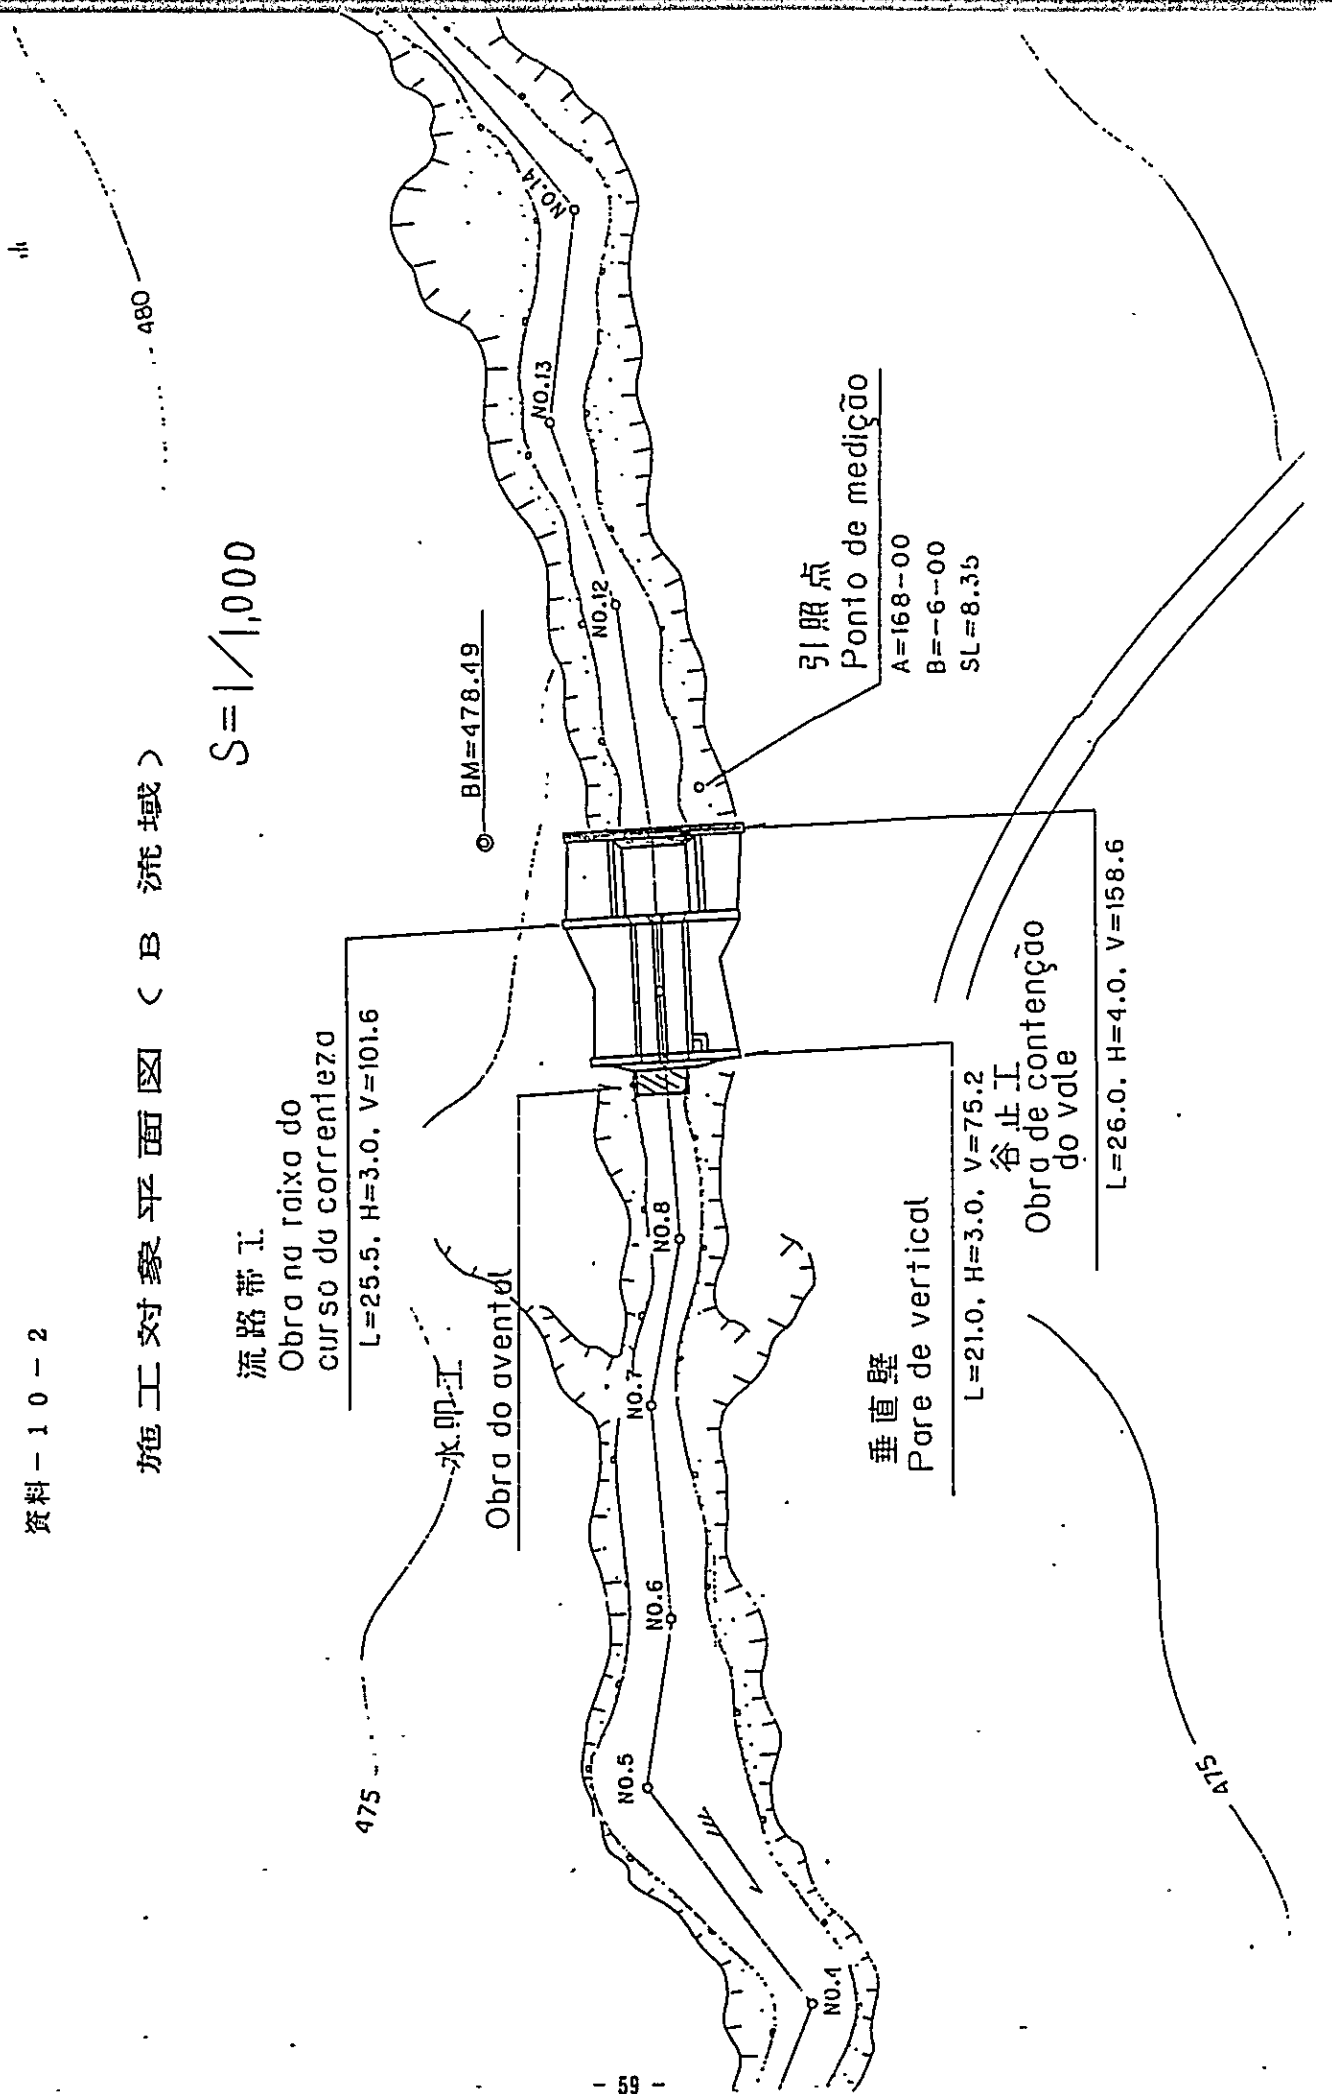 資料-10-2
施工対象平面図（B 流域）
S=1/1,000
480
流路帯工
Obra na faixa do
curso da correnteza
L=25.5. H=3.0. V=101.6
BM=478.49
水叩工
Obra do avental
475
NO.4
NO.5
NO.6
NO.7
NO.8
NO.12
NO.13
NO.14
引照点
Ponto de medição
A=168-00
B=-6-00
SL=8.35
垂直壁
Pare de vertical
L=21.0. H=3.0. V=75.2
谷止工
Obra de contenção
do vale
L=26.0. H=4.0. V=158.6
475
- 59 -